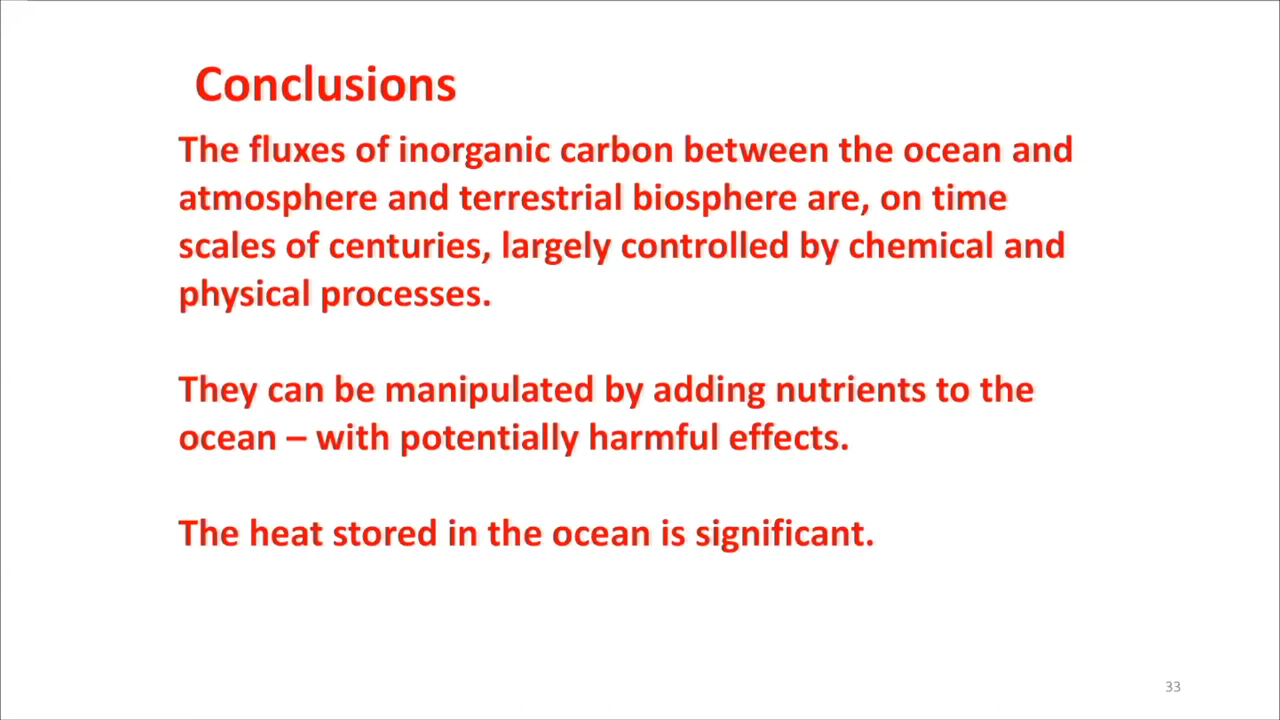 Conclusions
The fluxes of inorganic carbon between the ocean and
atmosphere and terrestrial biosphere are, on time
scales of centuries, largely controlled by chemical and
physical processes.
They can be manipulated by adding nutrients to the
ocean – with potentially harmful effects.
The heat stored in the ocean is significant.
33